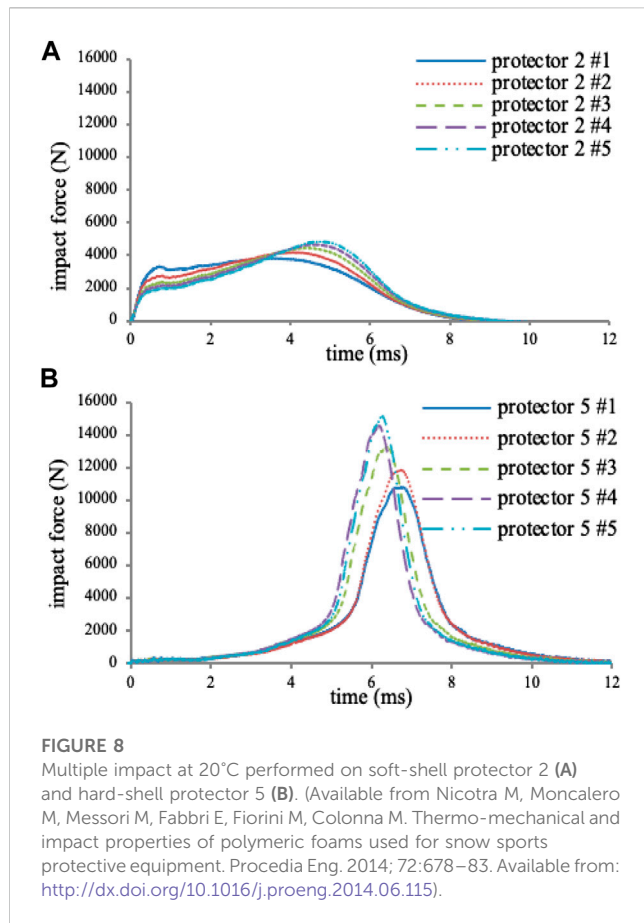 A
16000
14000
12000
10000
8000
6000
4000
2000
0
impact force (N)
0 2 4 6 8 10 12
time (ms)
protector 2 #1
protector 2 #2
protector 2 #3
protector 2 #4
protector 2 #5
B
16000
14000
12000
10000
8000
6000
4000
2000
0
impact force (N)
0 2 4 6 8 10 12
time (ms)
protector 5 #1
protector 5 #2
protector 5 #3
protector 5 #4
protector 5 #5
FIGURE 8
Multiple impact at 20°C performed on soft-shell protector 2 (A)
and hard-shell protector 5 (B). (Available from Nicotra M, Moncalero
M, Messori M, Fabbri E, Fiorini M, Colonna M. Thermo-mechanical and
impact properties of polymeric foams used for snow sports
protective equipment. Procedia Eng. 2014; 72:678–83. Available from:
http://dx.doi.org/10.1016/j.proeng.2014.06.115).